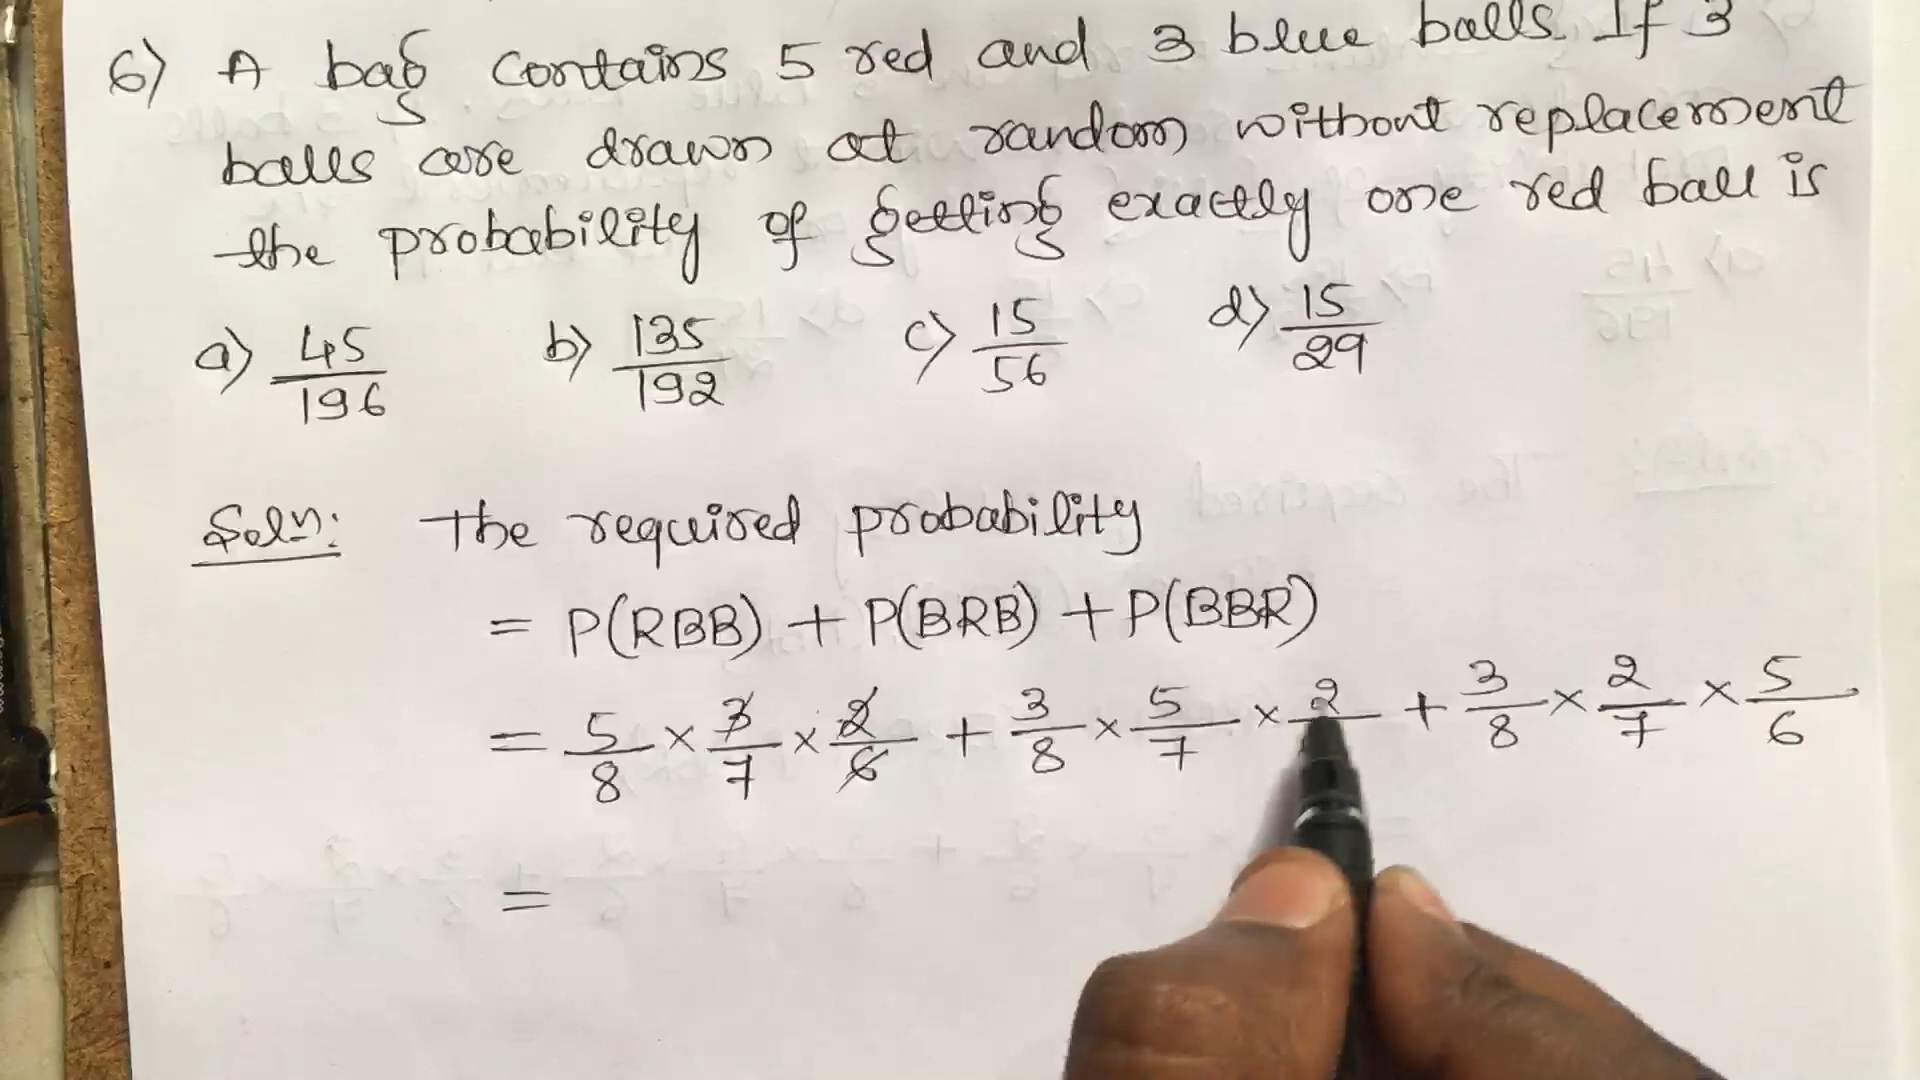 6) A bag contains 5 red and 3 blue balls. If 3
balls are drawn at random without replacement
the probability of getting exactly one red ball is
a) 45/196 b) 135/192 c) 15/56 d) 15/29
Soln: The required probability
= P(RBB) + P(BRB) + P(BBR)
= 5/8 × 3/7 × 2/6 + 3/8 × 5/7 × 2/ + 3/8 × 2/7 × 5/6
=